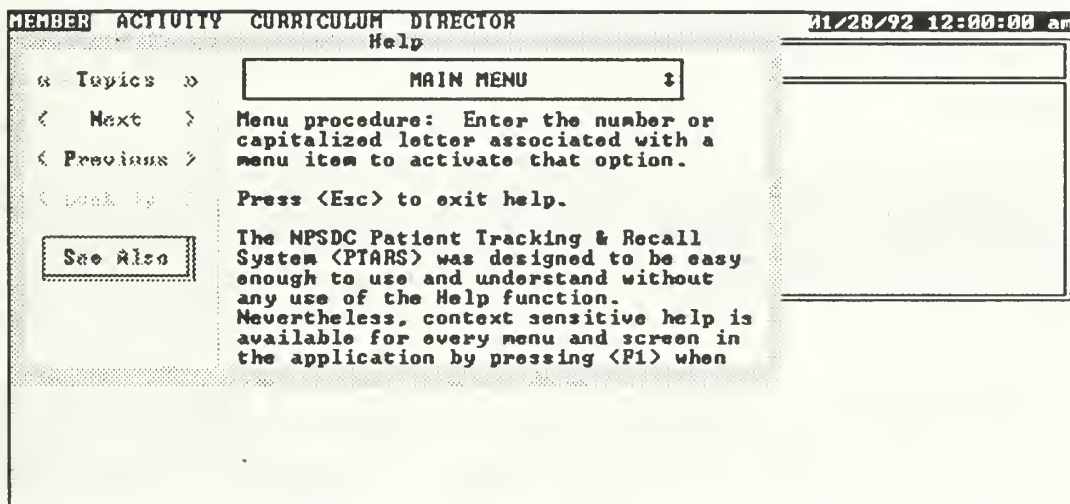 MEMBER ACTIVITY CURRICULUM DIRECTOR 01/28/92 12:00:00 am
Help
« Topics »
MAIN MENU
< Next >
< Previous >
See Also
Menu procedure: Enter the number or
capitalized letter associated with a
menu item to activate that option.
Press <Esc> to exit help.
The NPSDC Patient Tracking & Recall
System <PTARS> was designed to be easy
enough to use and understand without
any use of the Help function.
Nevertheless, context sensitive help is
available for every menu and screen in
the application by pressing <F1> when